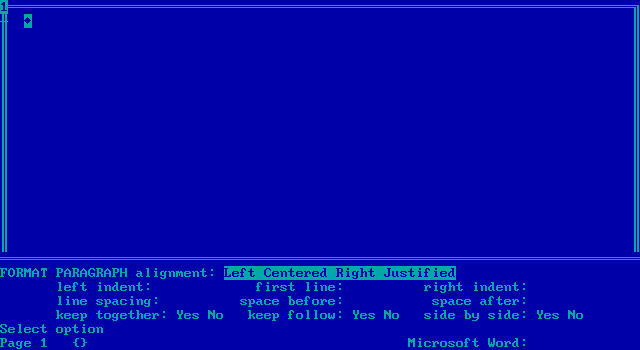 1
FORMAT PARAGRAPH alignment: Left Centered Right Justified
left indent: first line: right indent:
line spacing: space before: space after:
keep together: Yes No keep follow: Yes No side by side: Yes No
Select option
Page 1 {} Microsoft Word: